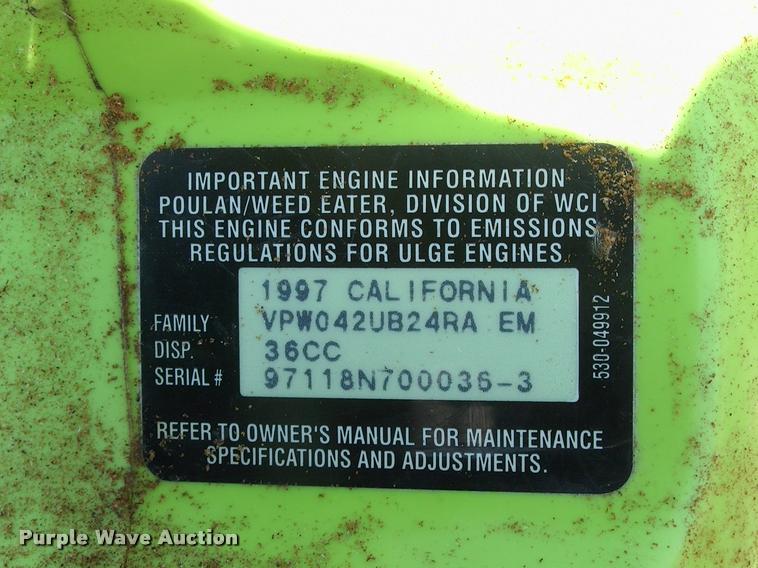 IMPORTANT ENGINE INFORMATION
POULAN/WEED EATER, DIVISION OF WCI
THIS ENGINE CONFORMS TO EMISSIONS
REGULATIONS FOR ULGE ENGINES
1997 CALIFORNIA
FAMILY VPW042UB24RA EM
DISP. 36CC
SERIAL # 97118N700036-3
530-049912
REFER TO OWNER'S MANUAL FOR MAINTENANCE
SPECIFICATIONS AND ADJUSTMENTS.
Purple Wave Auction